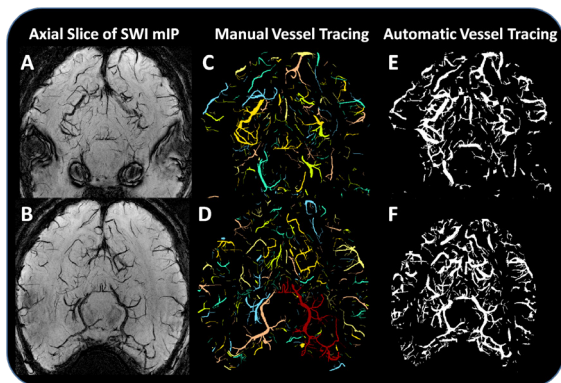 Axial Slice of SWI mIP
Manual Vessel Tracing
Automatic Vessel Tracing
A
C
E
B
D
F